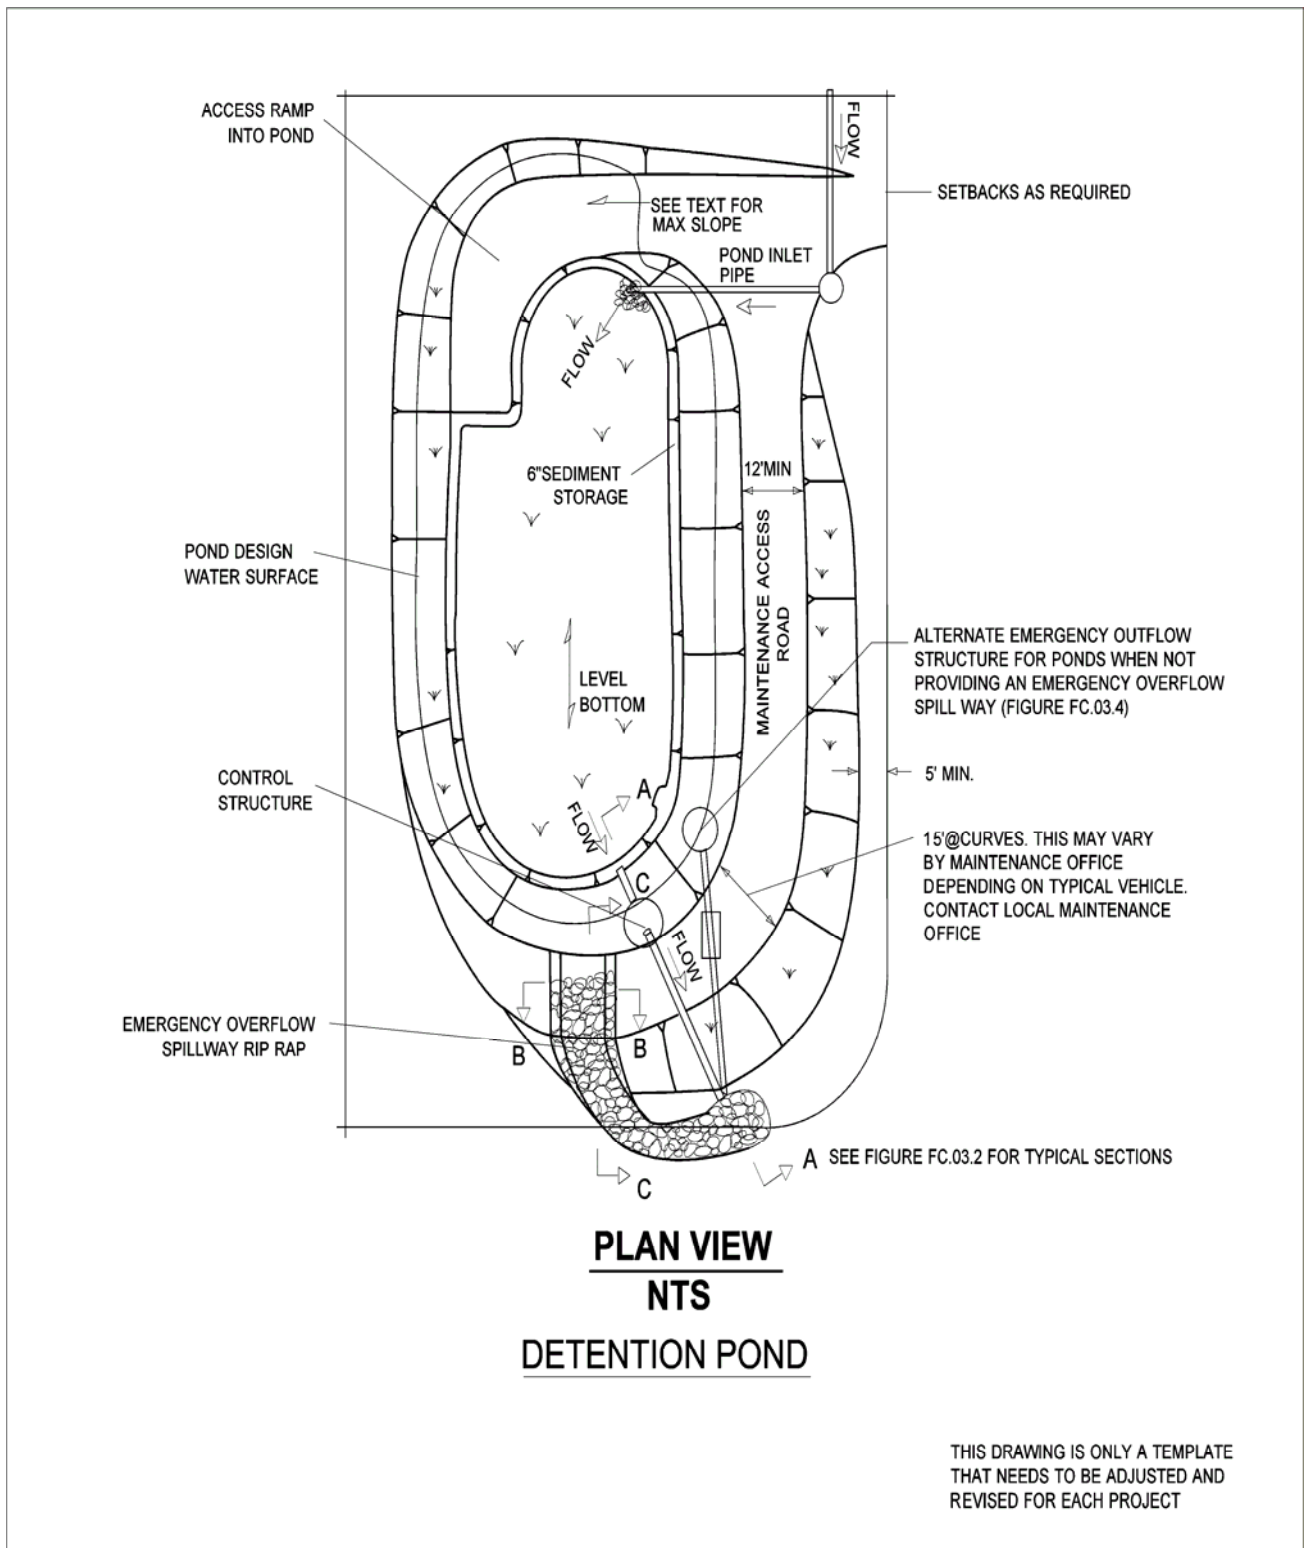 ACCESS RAMP
INTO POND
FLOW
SETBACKS AS REQUIRED
SEE TEXT FOR
MAX SLOPE
POND INLET
PIPE
FLOW
6"SEDIMENT
STORAGE
12'MIN
MAINTENANCE ACCESS
ROAD
POND DESIGN
WATER SURFACE
ALTERNATE EMERGENCY OUTFLOW
STRUCTURE FOR PONDS WHEN NOT
PROVIDING AN EMERGENCY OVERFLOW
SPILL WAY (FIGURE FC.03.4)
LEVEL
BOTTOM
5' MIN.
CONTROL
STRUCTURE
A
FLOW
15'@CURVES. THIS MAY VARY
BY MAINTENANCE OFFICE
DEPENDING ON TYPICAL VEHICLE.
CONTACT LOCAL MAINTENANCE
OFFICE
C
FLOW
EMERGENCY OVERFLOW
SPILLWAY RIP RAP
B
B
A
SEE FIGURE FC.03.2 FOR TYPICAL SECTIONS
C
PLAN VIEW
NTS
DETENTION POND
THIS DRAWING IS ONLY A TEMPLATE
THAT NEEDS TO BE ADJUSTED AND
REVISED FOR EACH PROJECT